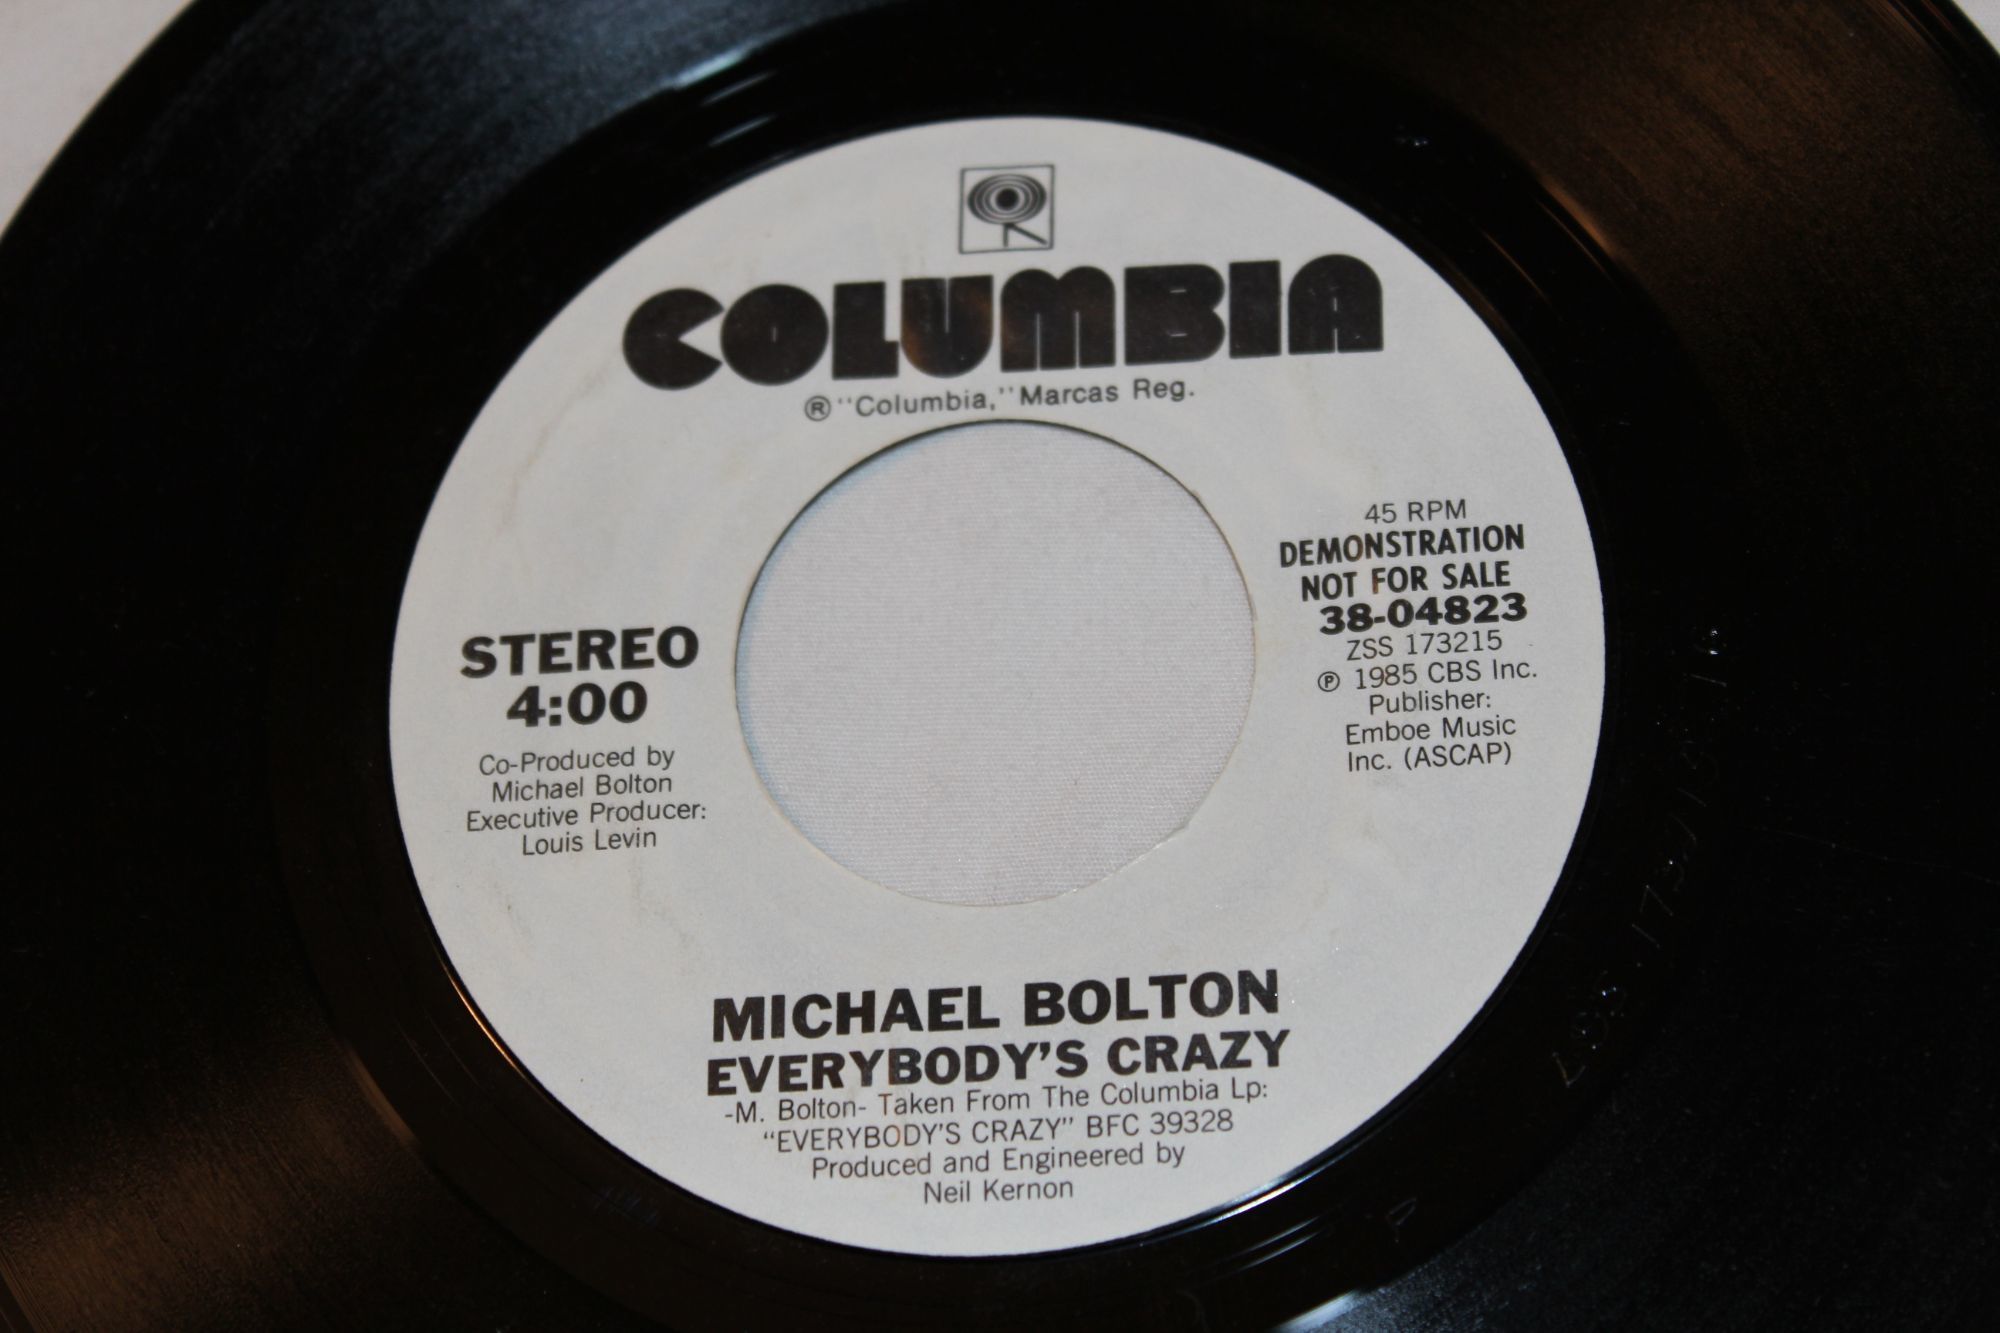 COLUMBIA
® "Columbia," Marcas Reg.
45 RPM
DEMONSTRATION
NOT FOR SALE
38-04823
ZSS 173215
℗ 1985 CBS Inc.
Publisher:
Emboe Music
Inc. (ASCAP)
STEREO
4:00
Co-Produced by
Michael Bolton
Executive Producer:
Louis Levin
MICHAEL BOLTON
EVERYBODY'S CRAZY
-M. Bolton- Taken From The Columbia Lp:
"EVERYBODY'S CRAZY" BFC 39328
Produced and Engineered by
Neil Kernon